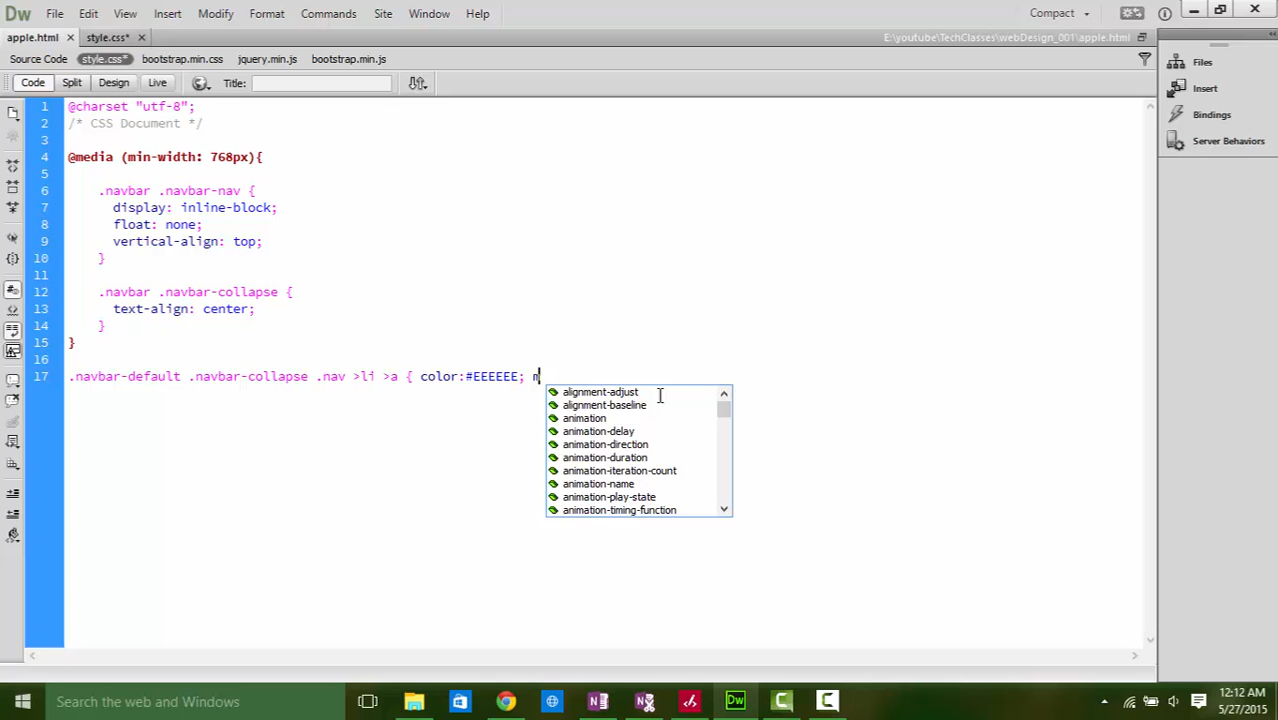 Dw File Edit View Insert Modify Format Commands Site Window Help Compact
apple.html style.css* E:\youtube\TechClasses\webDesign_001\apple.html
Source Code style.css* bootstrap.min.css jquery.min.js bootstrap.min.js
Code Split Design Live Title:
1 @charset "utf-8";
2 /* CSS Document */
3
4 @media (min-width: 768px){
5
6 .navbar .navbar-nav {
7 display: inline-block;
8 float: none;
9 vertical-align: top;
10 }
11
12 .navbar .navbar-collapse {
13 text-align: center;
14 }
15 }
16
17 .navbar-default .navbar-collapse .nav >li >a { color:#EEEEEE; m
alignment-adjust
alignment-baseline
animation
animation-delay
animation-direction
animation-duration
animation-iteration-count
animation-name
animation-play-state
animation-timing-function
Files
Insert
Bindings
Server Behaviors
Search the web and Windows
Dw
12:12 AM
5/27/2015